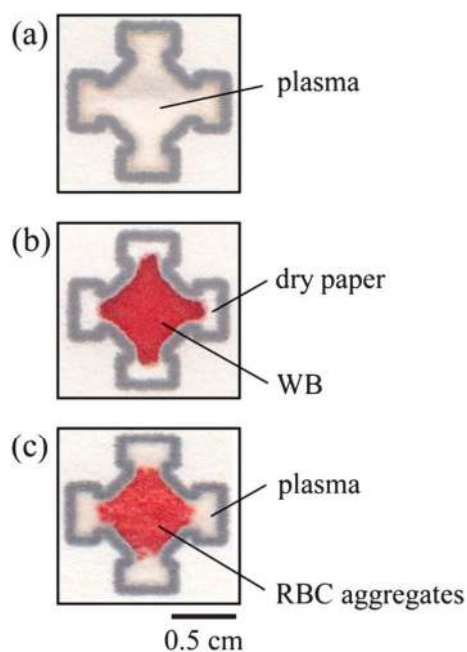 (a)
plasma
(b)
dry paper
WB
(c)
plasma
RBC aggregates
0.5 cm